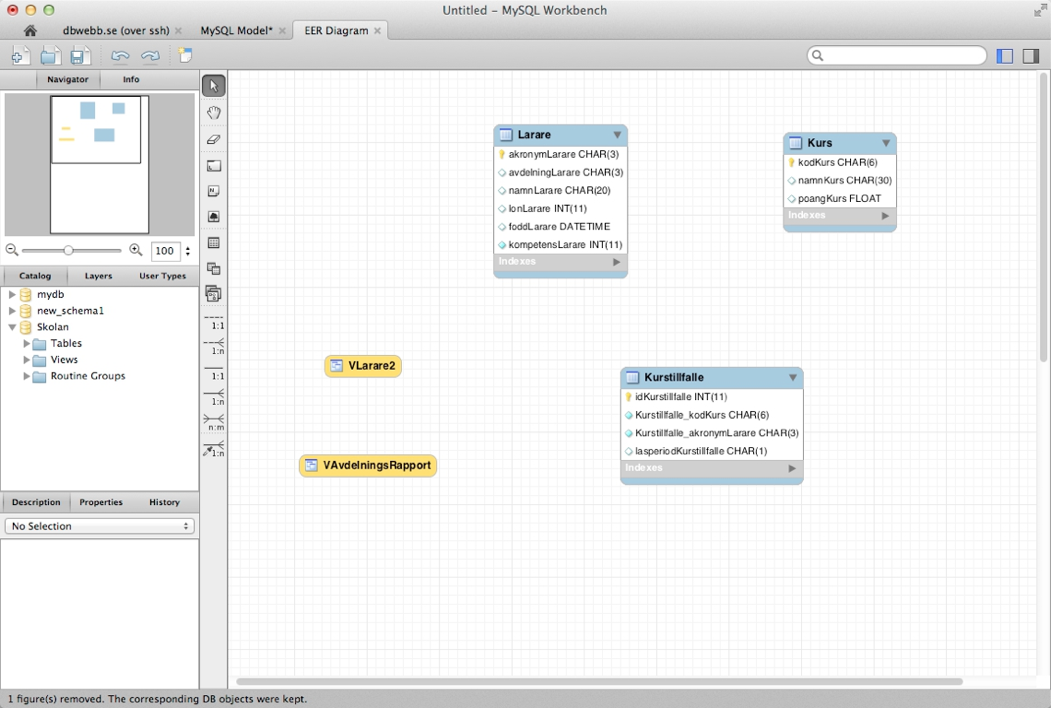 Untitled - MySQL Workbench
dbwebb.se (over ssh)
MySQL Model*
EER Diagram
Navigator
Info
100
Catalog
Layers
User Types
mydb
new_schema1
Skolan
Tables
Views
Routine Groups
Description
Properties
History
No Selection
1:1
1:n
1:1
1:n
n:m
1:n
Larare
akronymLarare CHAR(3)
avdelningLarare CHAR(3)
namnLarare CHAR(20)
lonLarare INT(11)
foddLarare DATETIME
kompetensLarare INT(11)
Indexes
Kurs
kodKurs CHAR(6)
namnKurs CHAR(30)
poangKurs FLOAT
Indexes
VLarare2
VAvdelningsRapport
Kurstillfalle
idKurstillfalle INT(11)
Kurstillfalle_kodKurs CHAR(6)
Kurstillfalle_akronymLarare CHAR(3)
lasperiodKurstillfalle CHAR(1)
Indexes
1 figure(s) removed. The corresponding DB objects were kept.